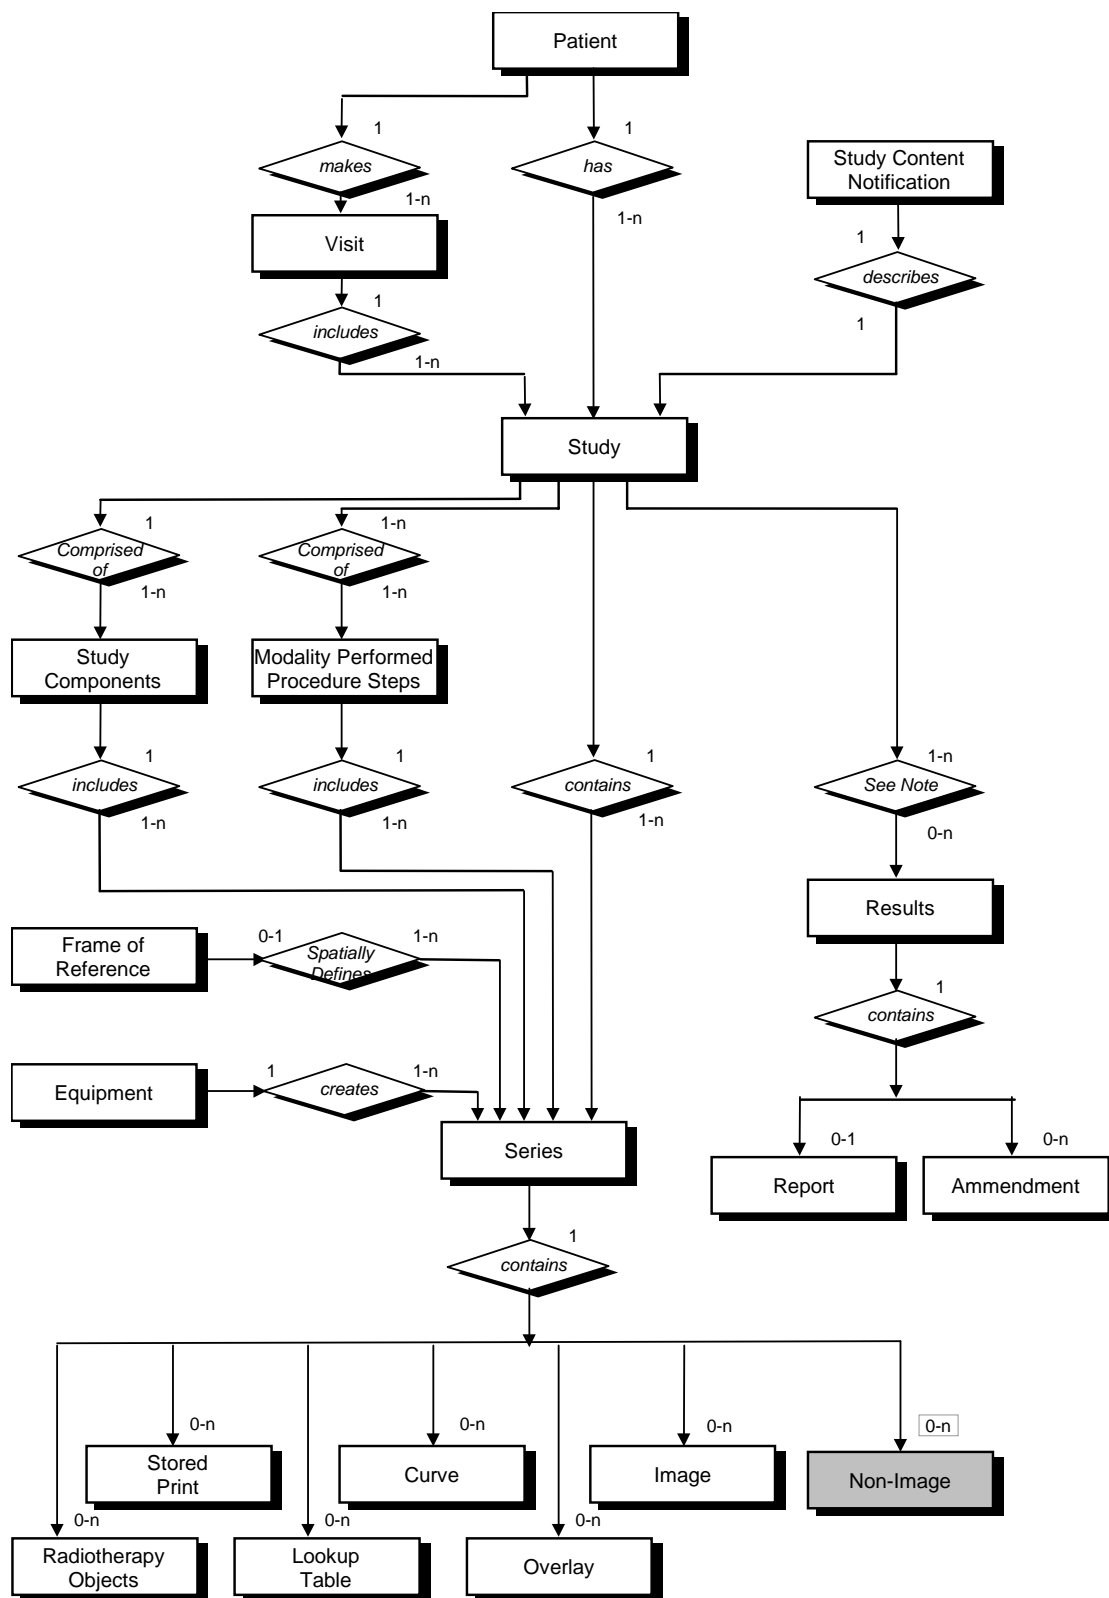 Patient
1
1
makes
has
Study Content
Notification
1-n
1-n
Visit
1
describes
1
1
includes
1-n
Study
1
1-n
Comprised
of
Comprised
of
1-n
1-n
Study
Components
Modality Performed
Procedure Steps
1
1
1
1-n
includes
includes
contains
See Note
1-n
1-n
1-n
0-n
Results
Frame of
Reference
0-1
Spatially
Defines
1-n
1
contains
Equipment
1
creates
1-n
Series
0-1
0-n
Report
Ammendment
1
contains
0-n
0-n
0-n
0-n
Stored
Print
Curve
Image
Non-Image
0-n
0-n
0-n
Radiotherapy
Objects
Lookup
Table
Overlay